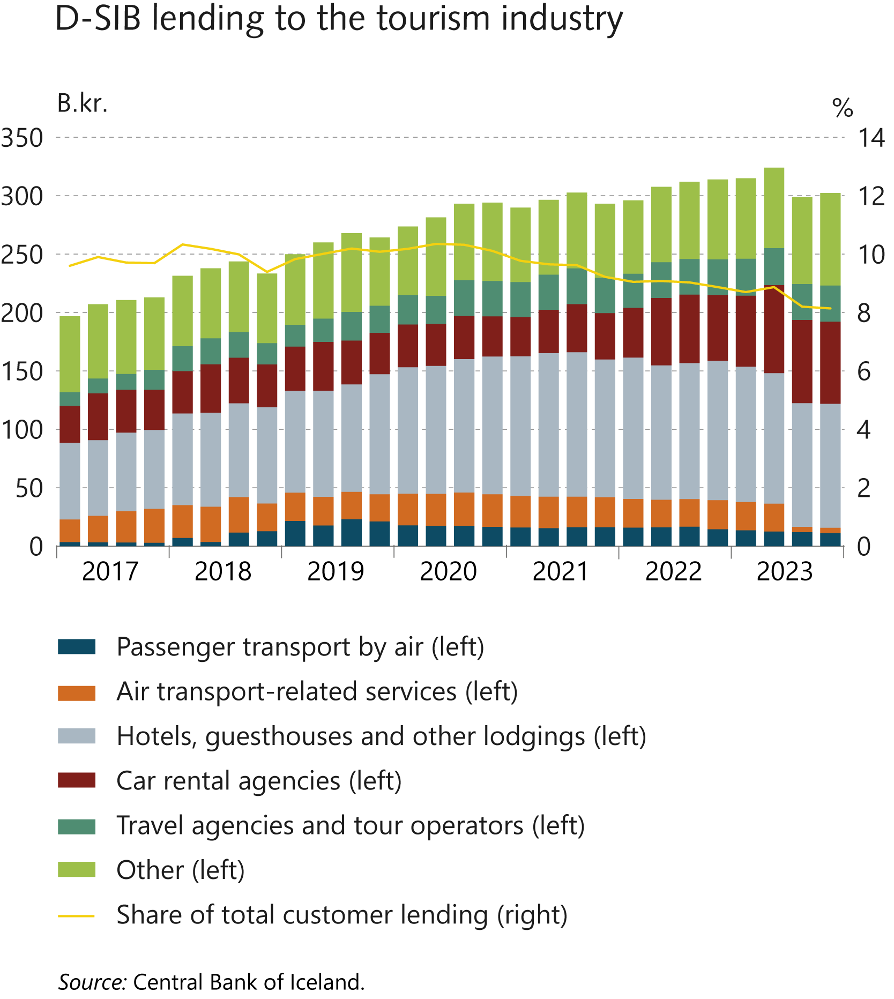 D-SIB lending to the tourism industry
B.kr. %
350 14
300 12
250 10
200 8
150 6
100 4
50 2
0 0
2017 2018 2019 2020 2021 2022 2023
Passenger transport by air (left)
Air transport-related services (left)
Hotels, guesthouses and other lodgings (left)
Car rental agencies (left)
Travel agencies and tour operators (left)
Other (left)
Share of total customer lending (right)
Source: Central Bank of Iceland.